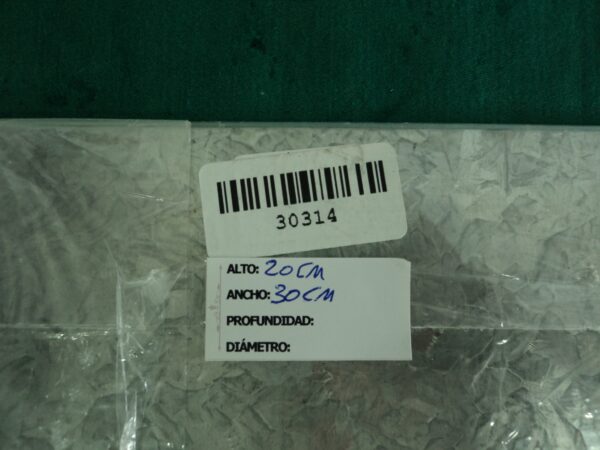 30314
ALTO: 20CM
ANCHO: 30CM
PROFUNDIDAD:
DIÁMETRO: